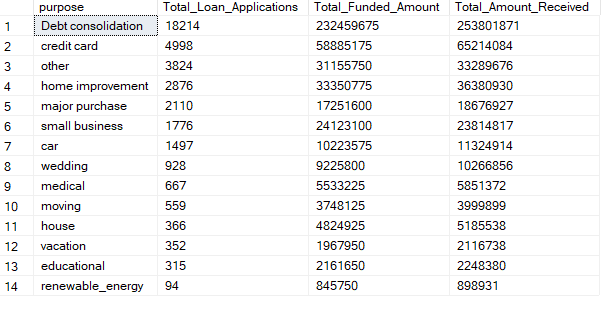 purpose Total_Loan_Applications Total_Funded_Amount Total_Amount_Received
1 Debt consolidation 18214 232459675 253801871
2 credit card 4998 58885175 65214084
3 other 3824 31155750 33289676
4 home improvement 2876 33350775 36380930
5 major purchase 2110 17251600 18676927
6 small business 1776 24123100 23814817
7 car 1497 10223575 11324914
8 wedding 928 9225800 10266856
9 medical 667 5533225 5851372
10 moving 559 3748125 3999899
11 house 366 4824925 5185538
12 vacation 352 1967950 2116738
13 educational 315 2161650 2248380
14 renewable_energy 94 845750 898931